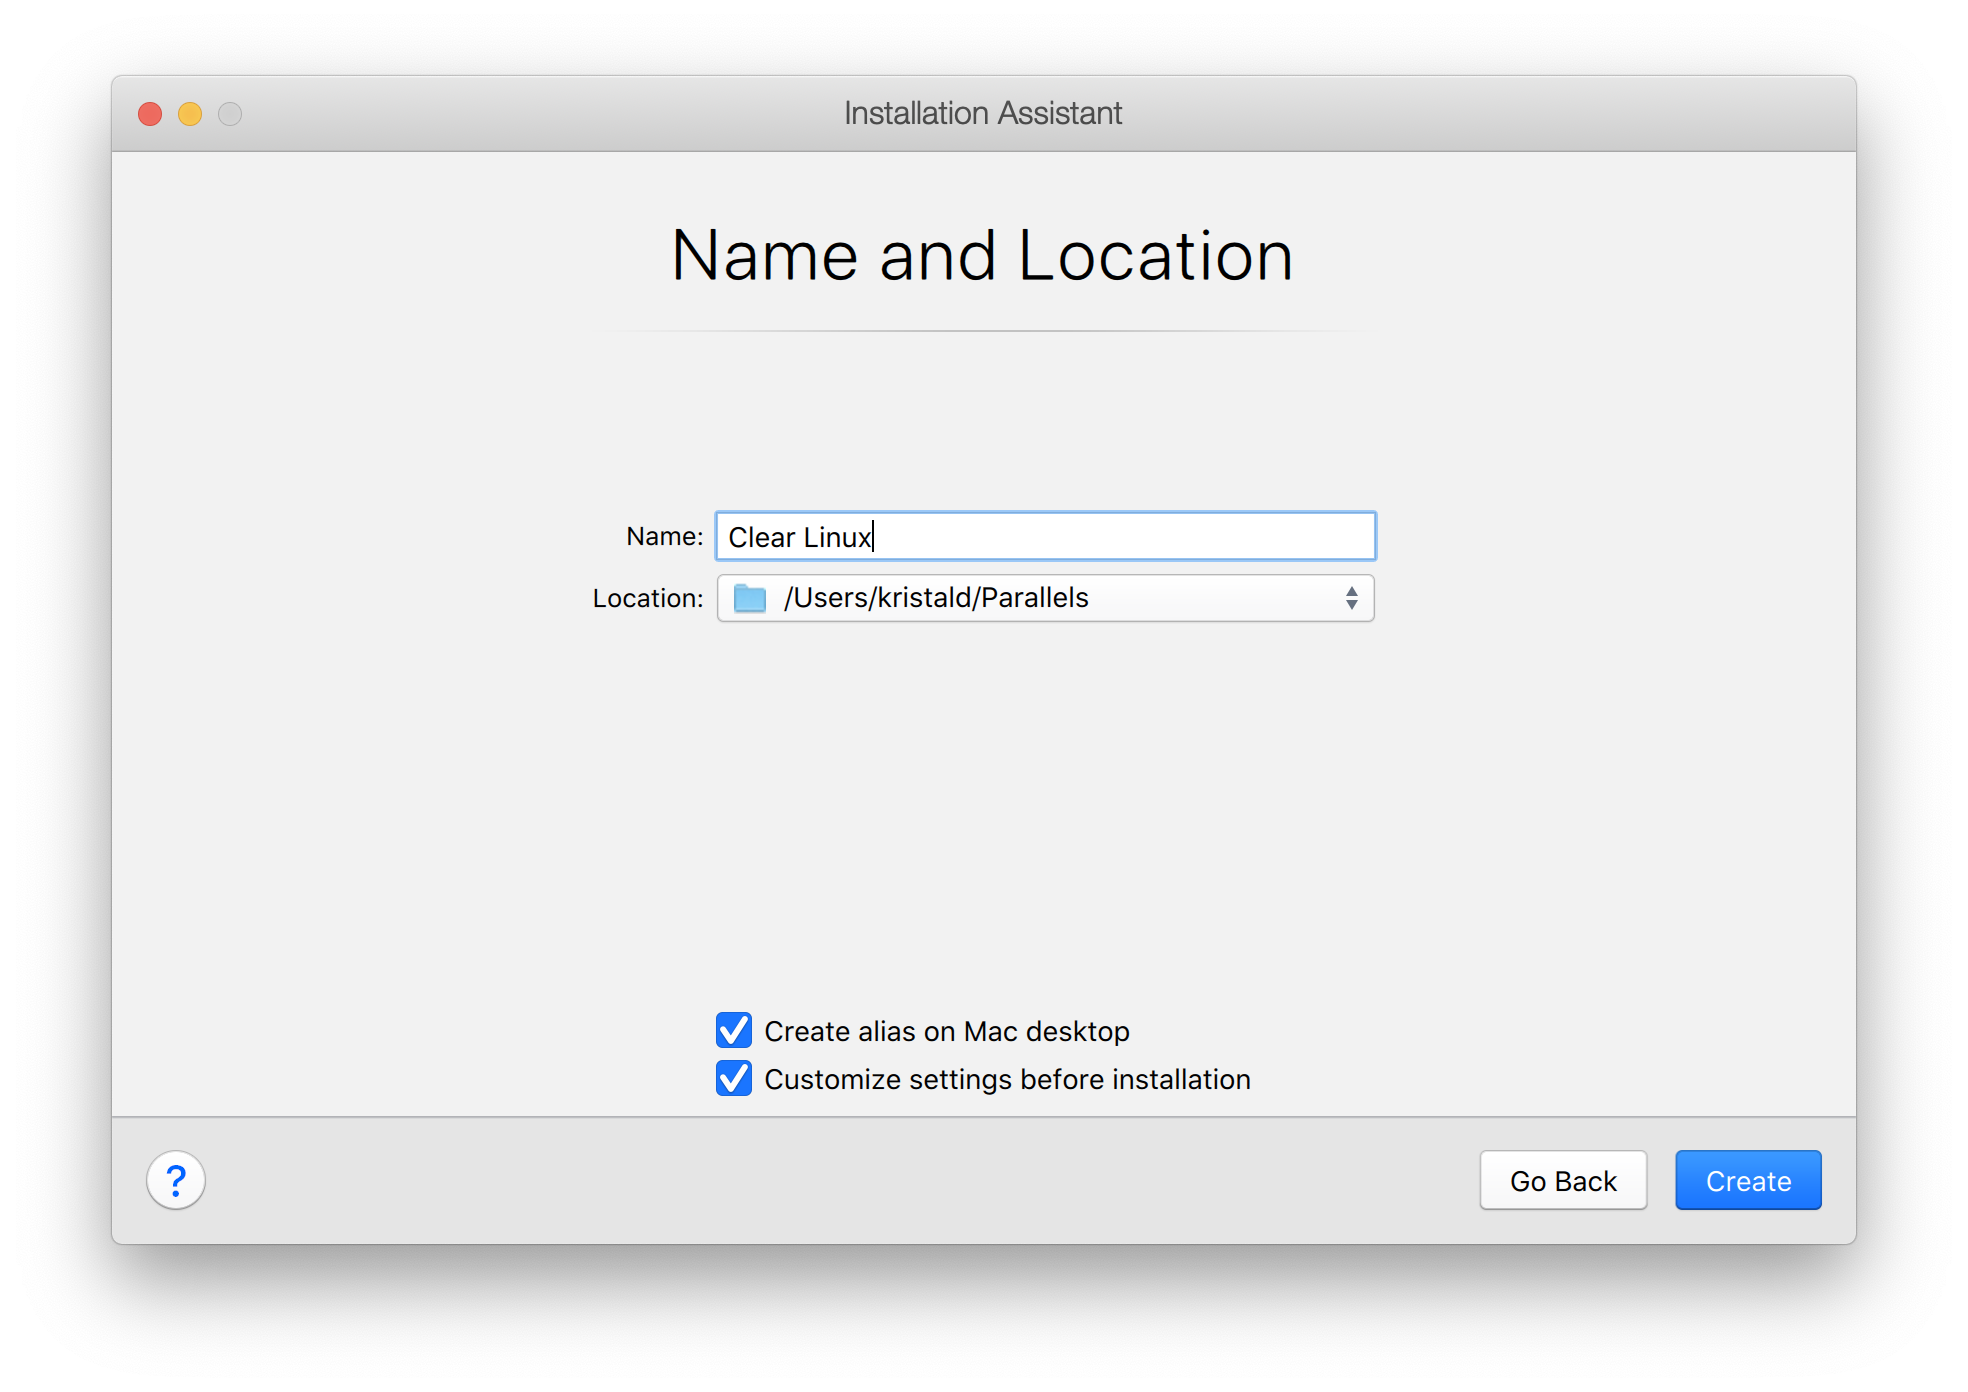 Installation Assistant
Name and Location
Name: Clear Linux
Location: /Users/kristald/Parallels
Create alias on Mac desktop
Customize settings before installation
? Go Back Create